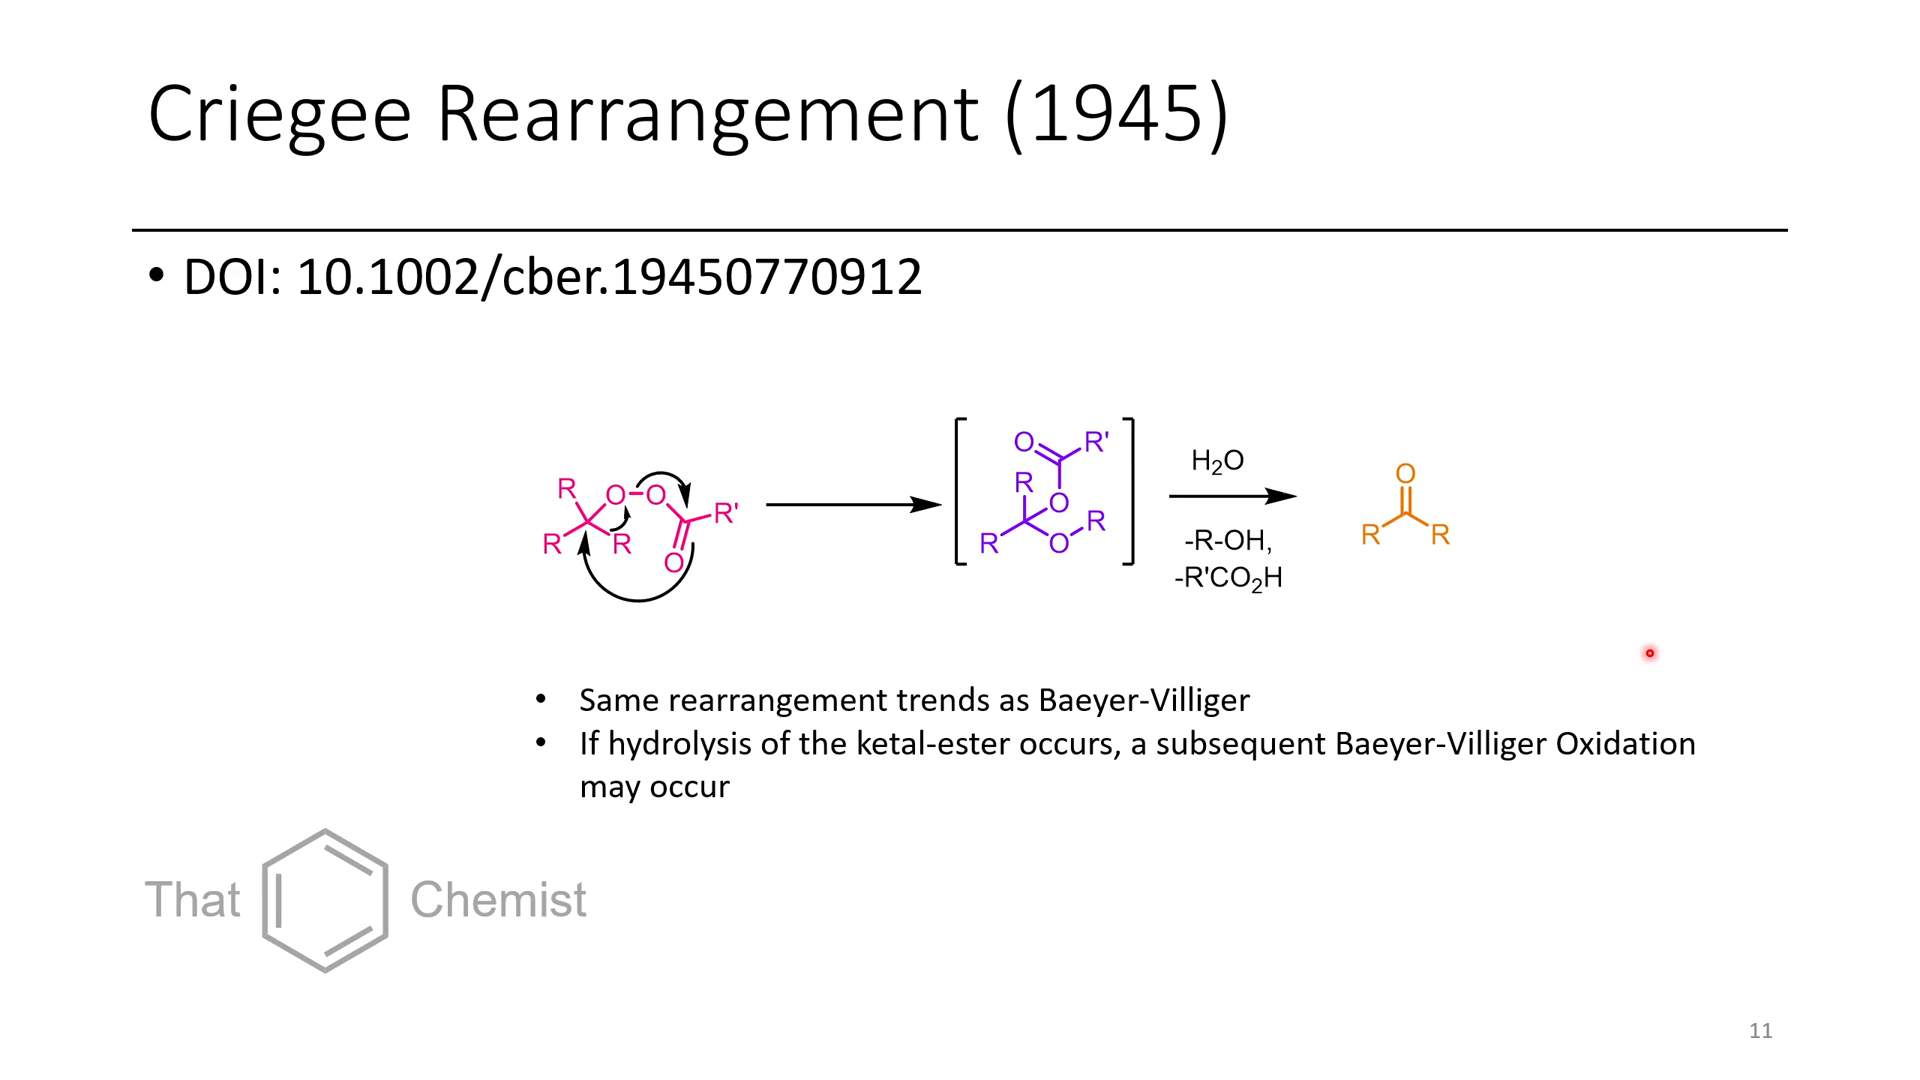 Criegee Rearrangement (1945)
• DOI: 10.1002/cber.19450770912
R O O R'
R R O
O R'
R O
R O R
H₂O
-R-OH,
-R'CO₂H
O
R R
• Same rearrangement trends as Baeyer-Villiger
• If hydrolysis of the ketal-ester occurs, a subsequent Baeyer-Villiger Oxidation
may occur
That Chemist
11